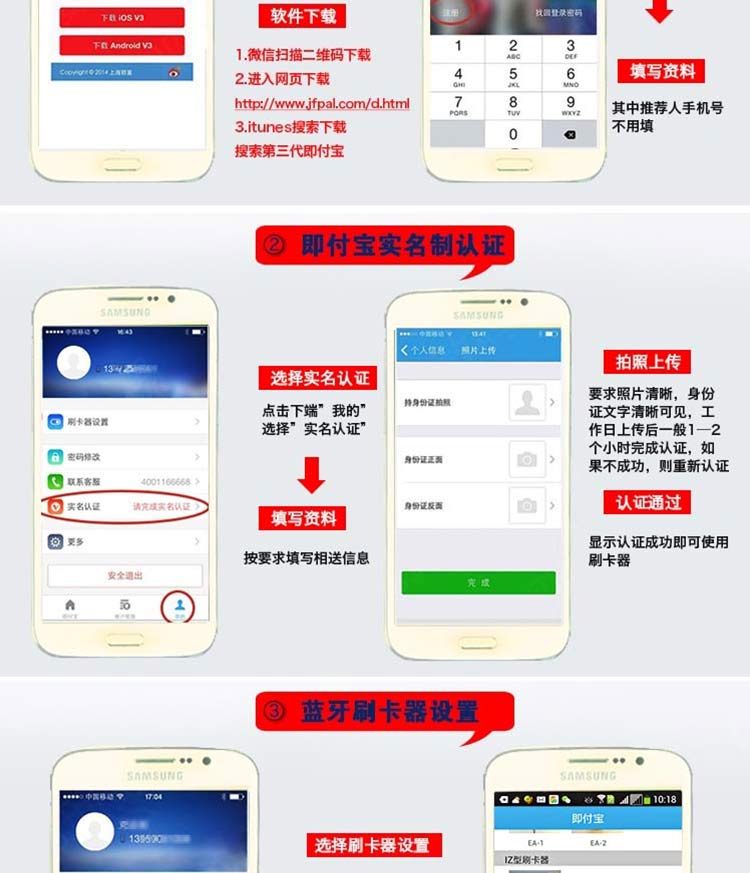 下载 iOS V3
下载 Android V3
Copyright © 2014 上海即富
软件下载
1.微信扫描二维码下载
2.进入网页下载
http://www.jfpal.com/d.html
3.itunes搜索下载
搜索第三代即付宝
注册
找回登录密码
1
2 ABC
3 DEF
4 GHI
5 JKL
6 MNO
7 PQRS
8 TUV
9 WXYZ
0
填写资料
其中推荐人手机号
不用填
② 即付宝实名制认证
SAMSUNG
中国移动 16:43
刷卡器设置
密码修改
联系客服 4001166668
实名认证 请完成实名认证
更多
安全退出
选择实名认证
点击下端”我的”
选择”实名认证”
填写资料
按要求填写相送信息
SAMSUNG
中国移动 15:41
个人信息 照片上传
持身份证拍照
身份证正面
身份证反面
完 成
拍照上传
要求照片清晰，身份
证文字清晰可见，工
作日上传后一般1—2
个小时完成认证，如
果不成功，则重新认证
认证通过
显示认证成功即可使用
刷卡器
③ 蓝牙刷卡器设置
SAMSUNG
中国移动 17:04
选择刷卡器设置
SAMSUNG
10:18
即付宝
EA-1 EA-2
IZ型刷卡器